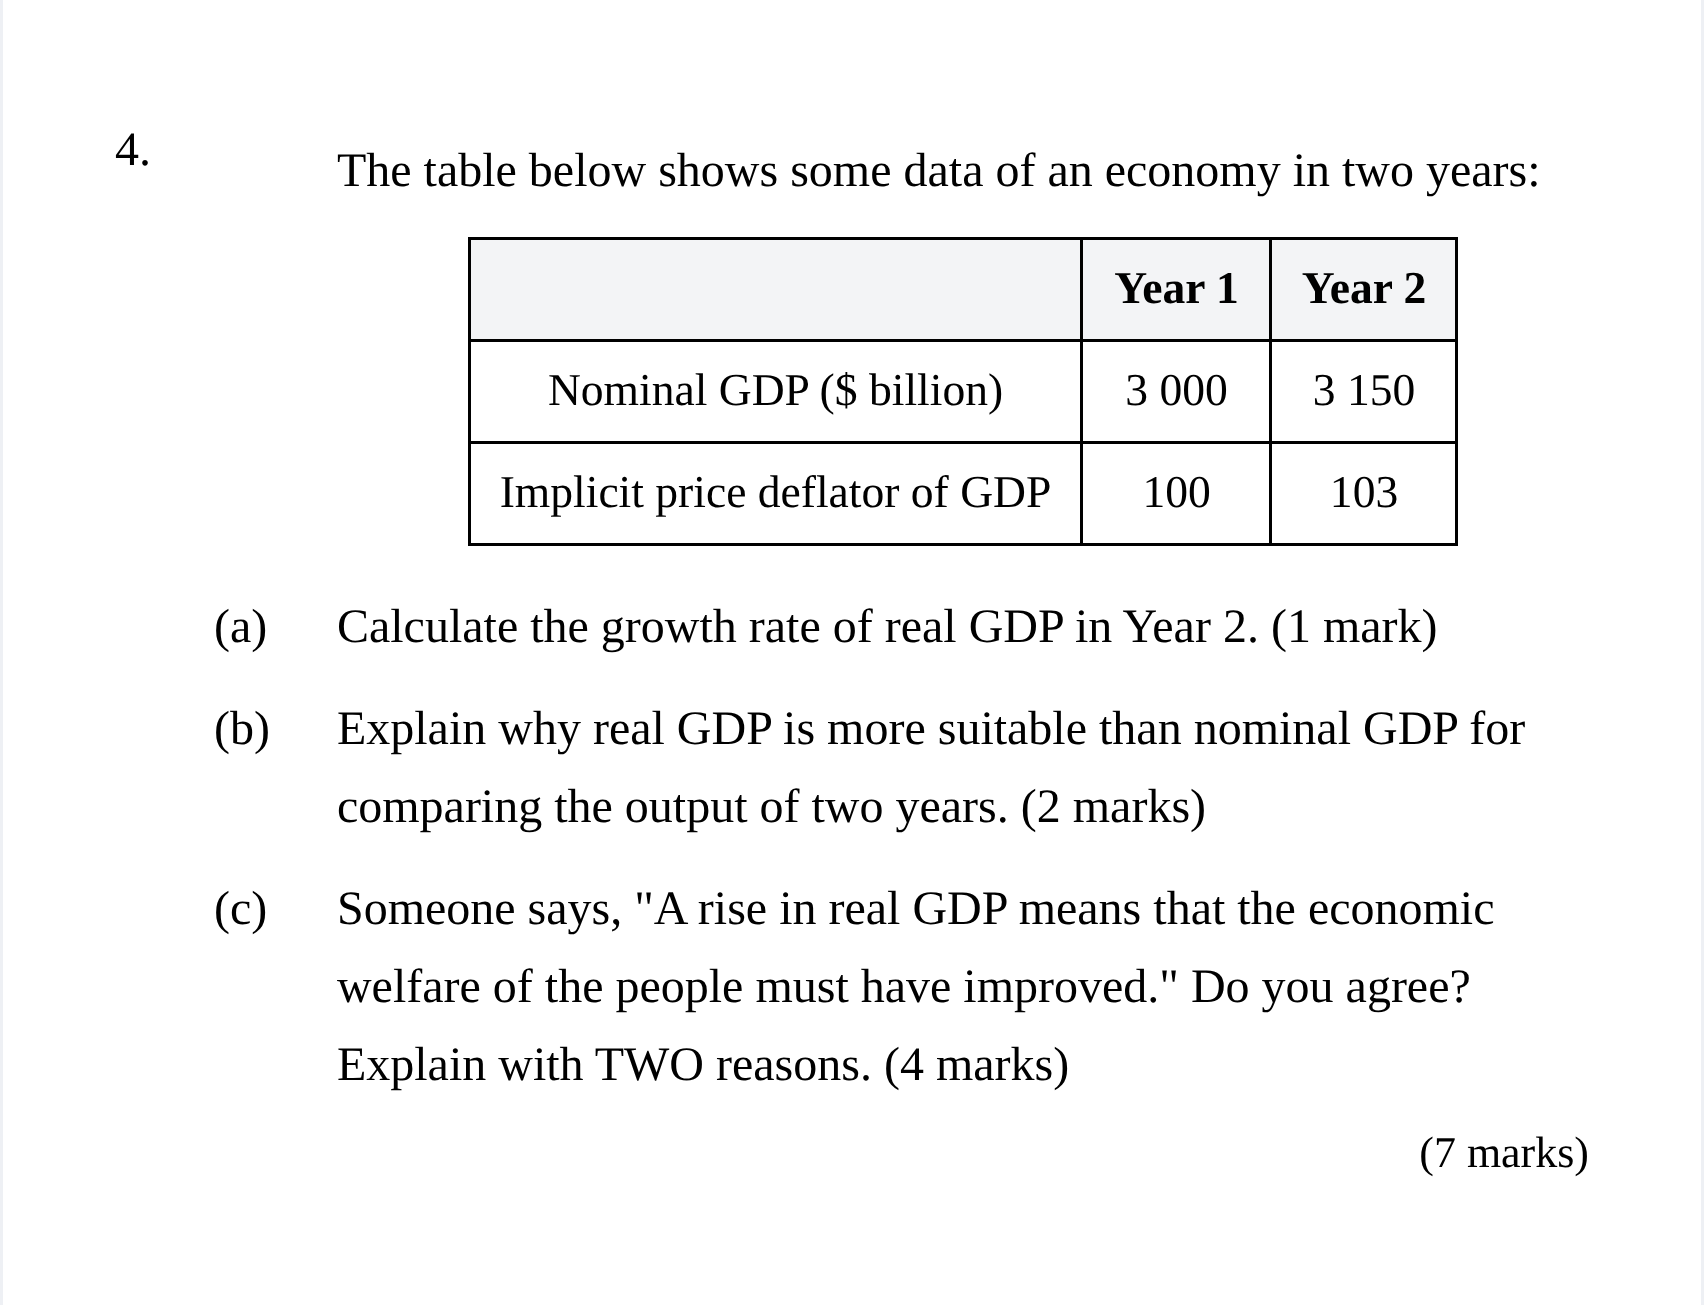 4.
The table below shows some data of an economy in two years:
Year 1 Year 2
Nominal GDP ($ billion) 3 000 3 150
Implicit price deflator of GDP 100 103
(a) Calculate the growth rate of real GDP in Year 2. (1 mark)
(b) Explain why real GDP is more suitable than nominal GDP for
comparing the output of two years. (2 marks)
(c) Someone says, "A rise in real GDP means that the economic
welfare of the people must have improved." Do you agree?
Explain with TWO reasons. (4 marks)
(7 marks)